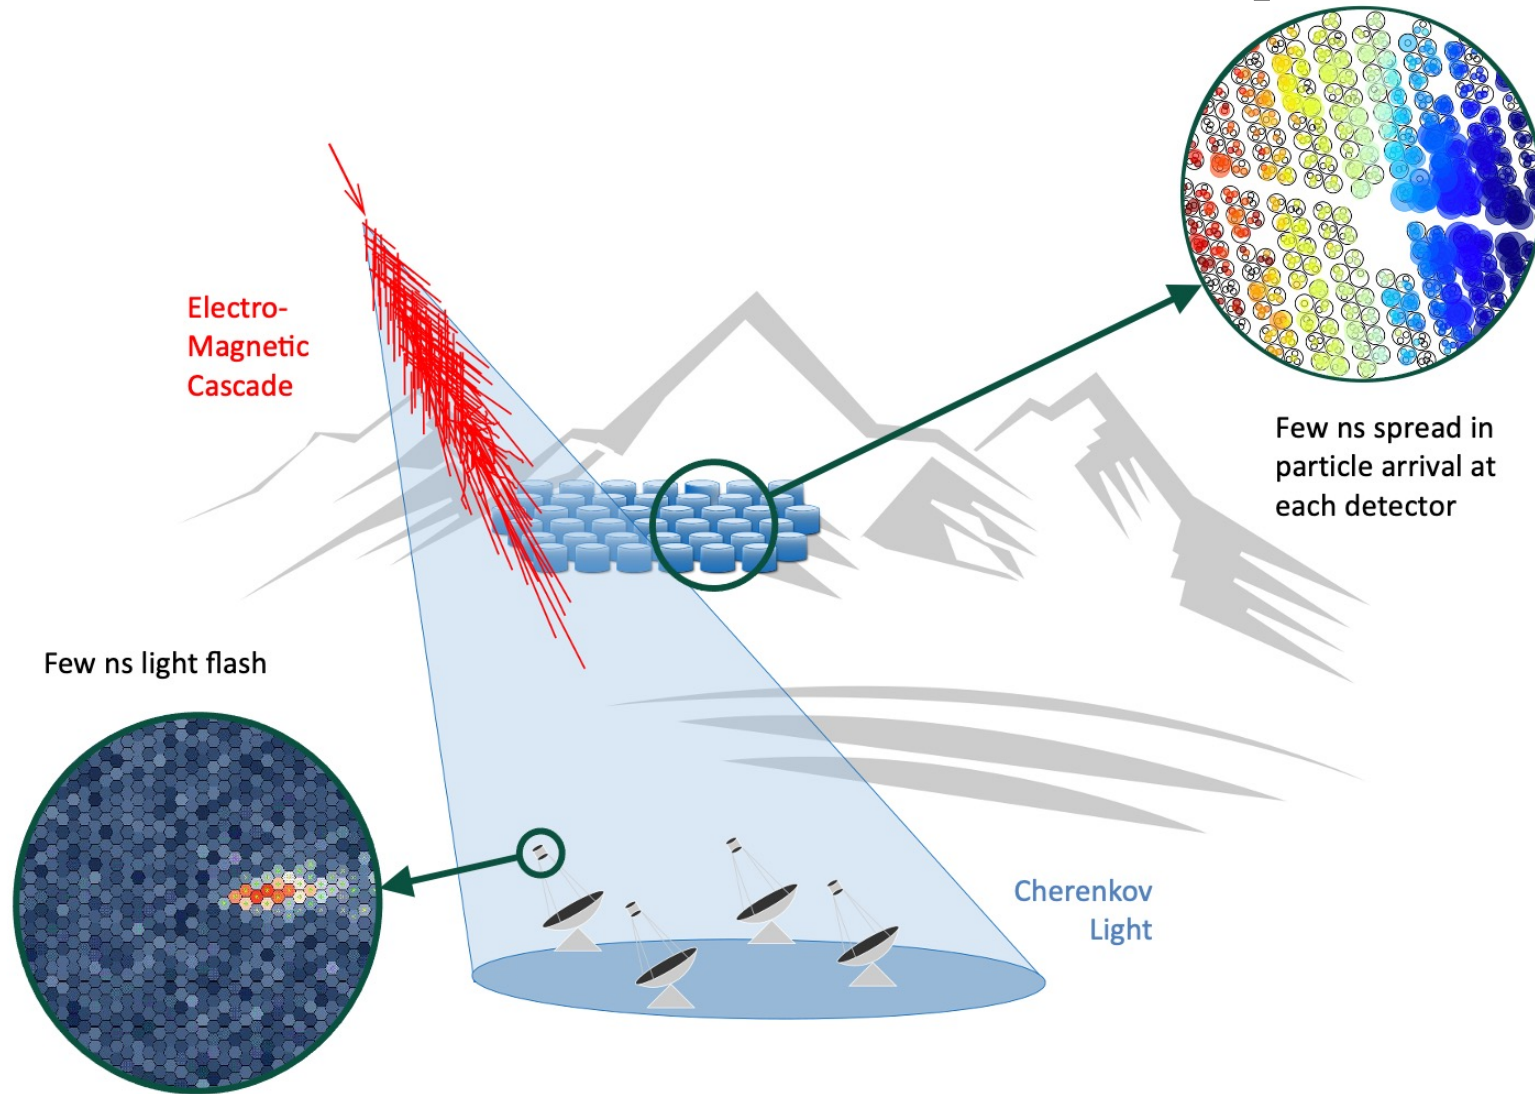 Electro-
Magnetic
Cascade
Few ns spread in
particle arrival at
each detector
Few ns light flash
Cherenkov
Light